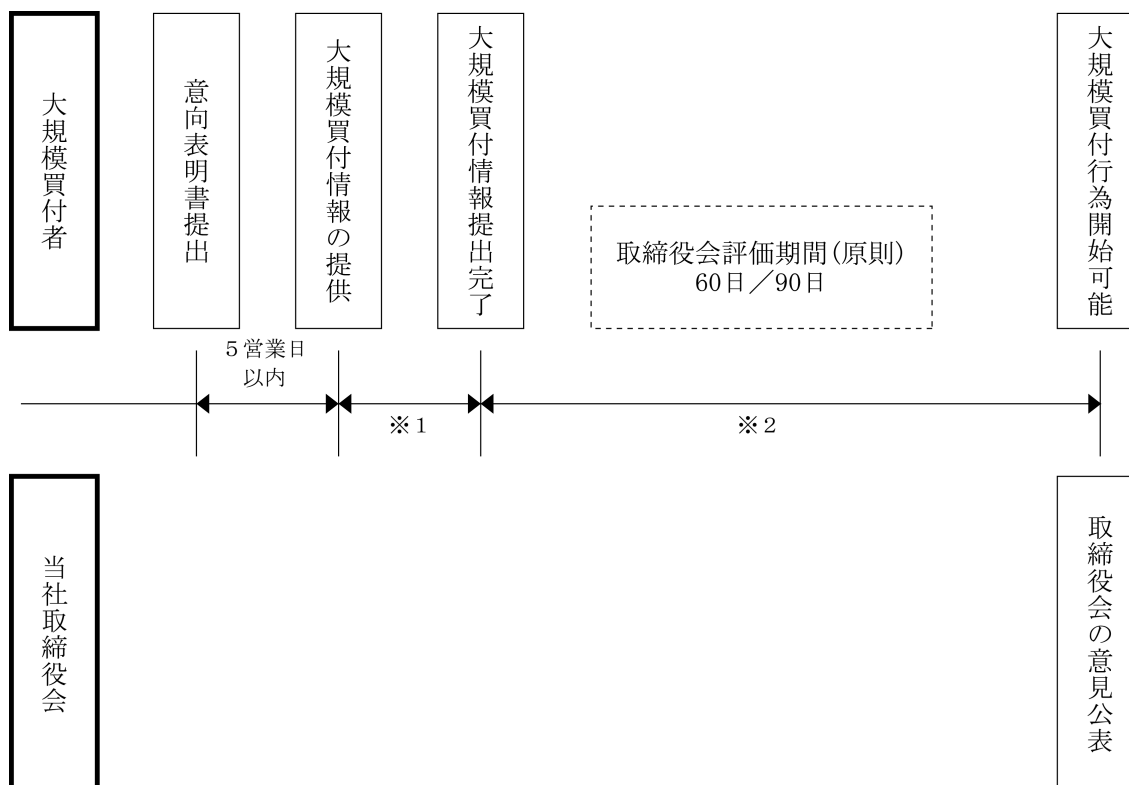 大規模買付者
意向表明書提出
大規模買付情報の提供
大規模買付情報提出完了
取締役会評価期間(原則)
60日／90日
大規模買付行為開始可能
５営業日
以内
※１
※２
当社取締役会
取締役会の意見公表